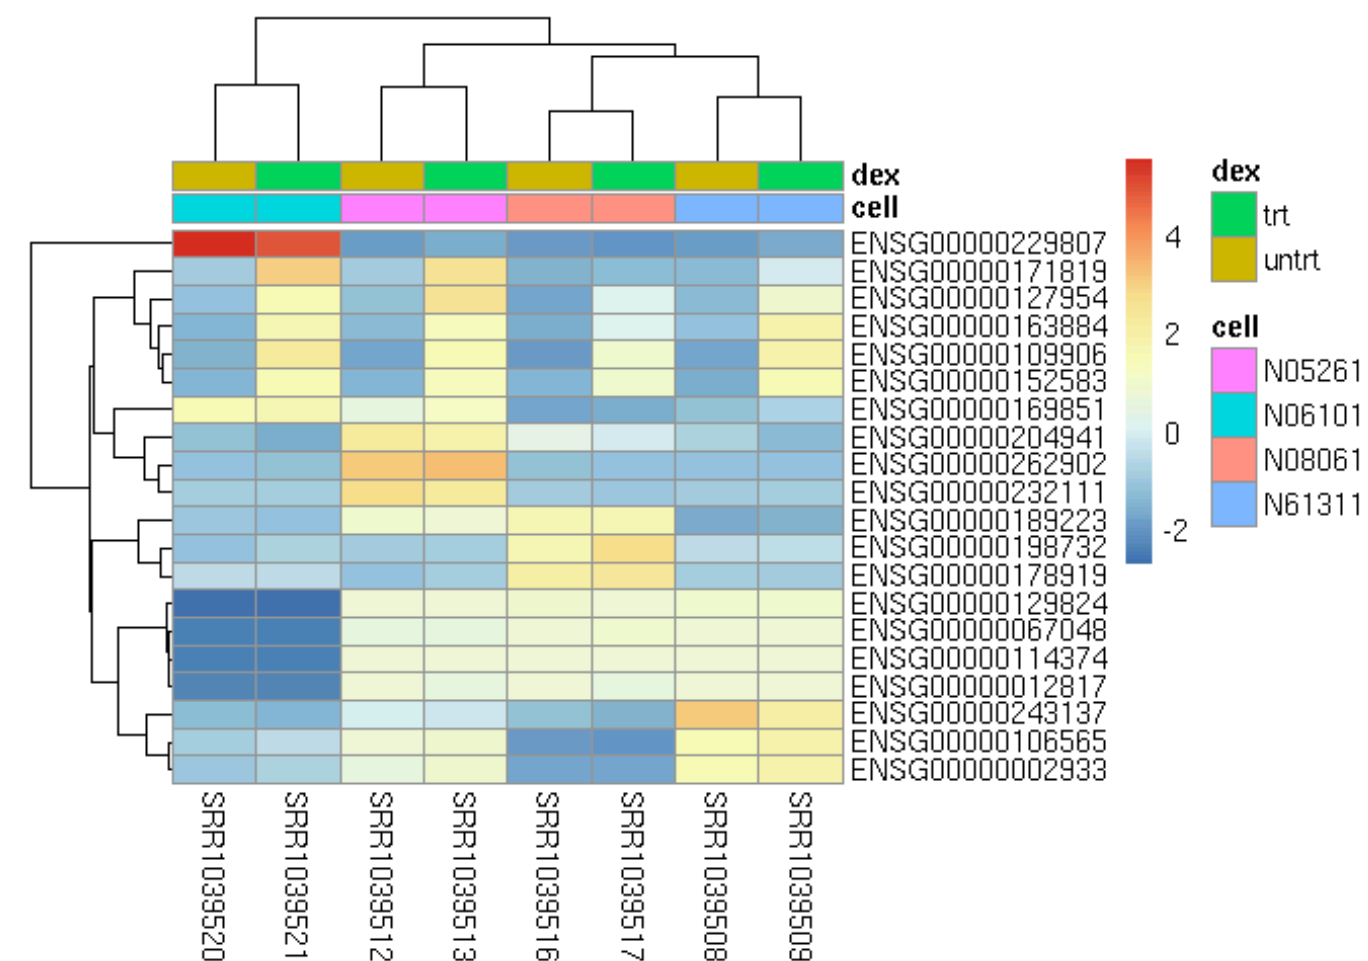 dex
cell
ENSG00000229807
ENSG00000171819
ENSG00000127954
ENSG00000163884
ENSG00000109906
ENSG00000152583
ENSG00000169851
ENSG00000204941
ENSG00000262902
ENSG00000232111
ENSG00000189223
ENSG00000198732
ENSG00000178919
ENSG00000129824
ENSG00000067048
ENSG00000114374
ENSG00000012817
ENSG00000243137
ENSG00000106565
ENSG00000002933
SRR1039520
SRR1039521
SRR1039512
SRR1039513
SRR1039516
SRR1039517
SRR1039508
SRR1039509
4
2
0
-2
dex
trt
untrt
cell
N05261
N06101
N08061
N61311